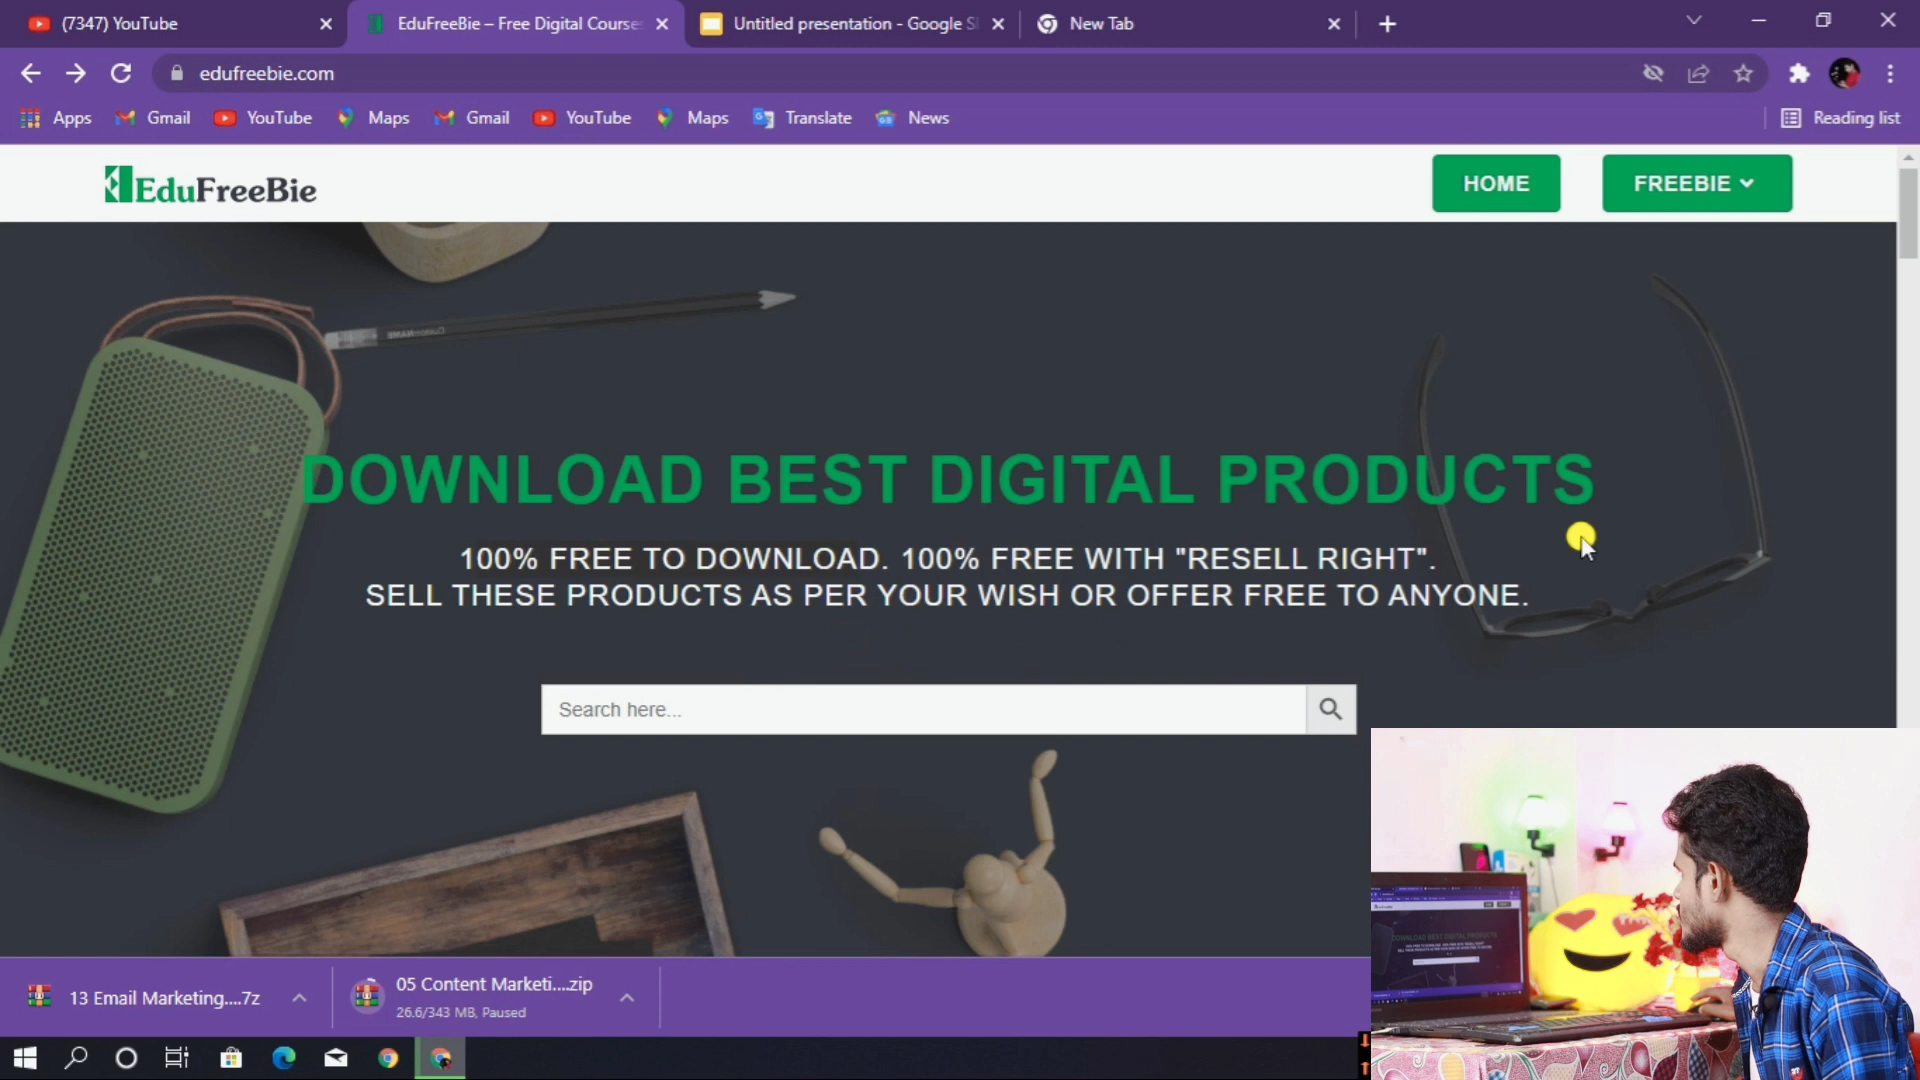 (7347) YouTube
EduFreeBie – Free Digital Course
Untitled presentation - Google Sl
New Tab
edufreebie.com
Apps
Gmail
YouTube
Maps
Gmail
YouTube
Maps
Translate
News
Reading list
EduFreeBie
HOME
FREEBIE
DOWNLOAD BEST DIGITAL PRODUCTS
100% FREE TO DOWNLOAD. 100% FREE WITH "RESELL RIGHT".
SELL THESE PRODUCTS AS PER YOUR WISH OR OFFER FREE TO ANYONE.
Search here...
13 Email Marketing....7z
05 Content Marketi....zip
26.6/343 MB, Paused